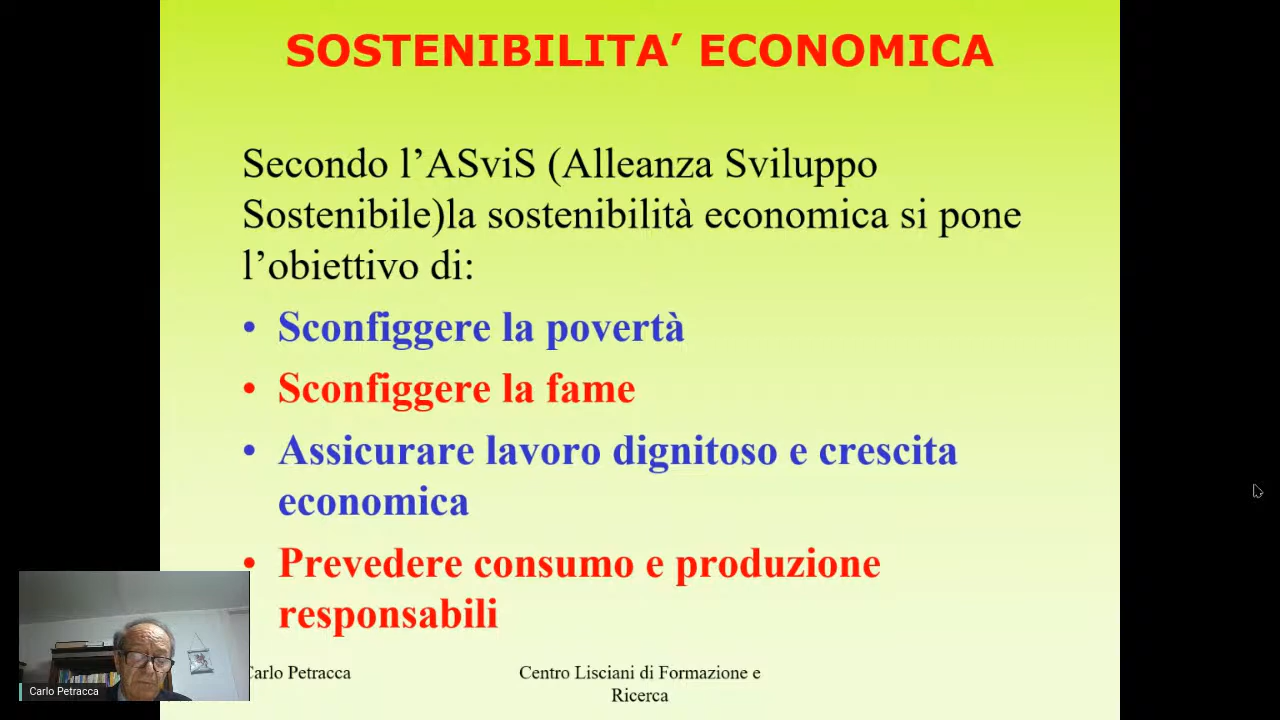 SOSTENIBILITA’ ECONOMICA
Secondo l’ASviS (Alleanza Sviluppo
Sostenibile)la sostenibilità economica si pone
l’obiettivo di:
• Sconfiggere la povertà
• Sconfiggere la fame
• Assicurare lavoro dignitoso e crescita
economica
• Prevedere consumo e produzione
responsabili
Carlo Petracca
Centro Lisciani di Formazione e
Ricerca
Carlo Petracca